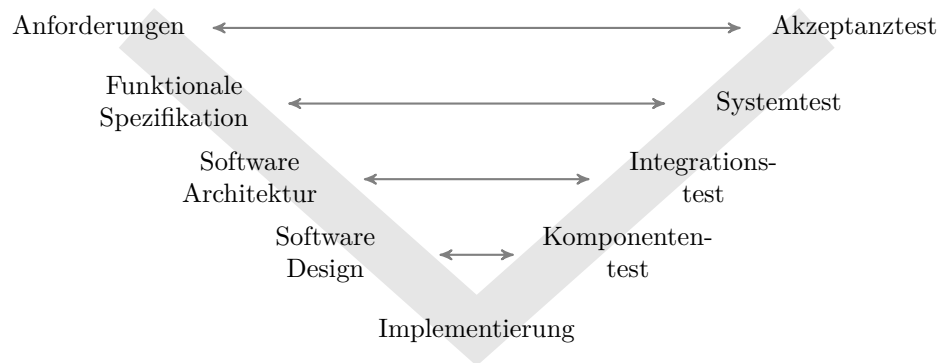 Anforderungen
Akzeptanztest
Funktionale
Spezifikation
Systemtest
Software
Architektur
Integrations-
test
Software
Design
Komponenten-
test
Implementierung